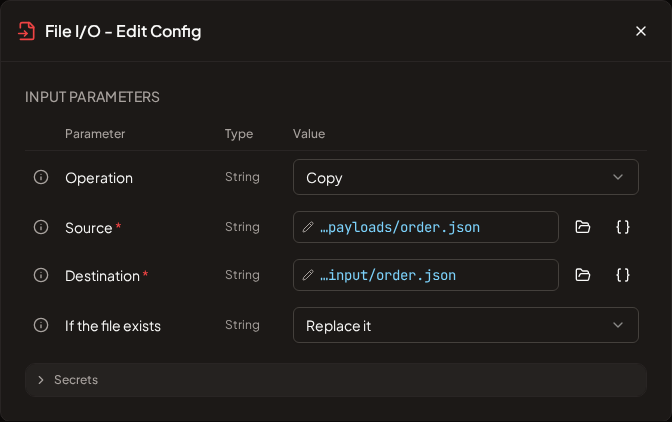 File I/O - Edit Config
INPUT PARAMETERS
Parameter Type Value
Operation String Copy
Source * String …payloads/order.json { }
Destination * String …input/order.json { }
If the file exists String Replace it
Secrets